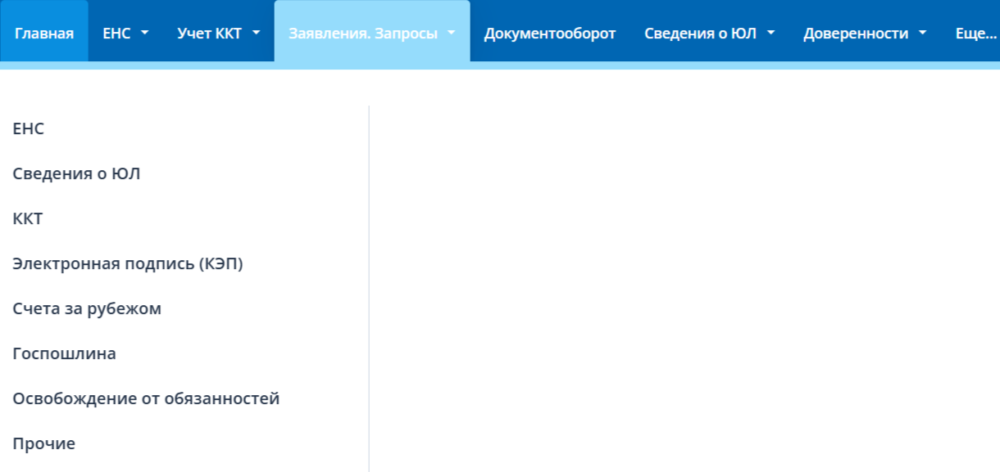 Главная ЕНС Учет ККТ Заявления. Запросы Документооборот Сведения о ЮЛ Доверенности Еще...
ЕНС
Сведения о ЮЛ
ККТ
Электронная подпись (КЭП)
Счета за рубежом
Госпошлина
Освобождение от обязанностей
Прочие